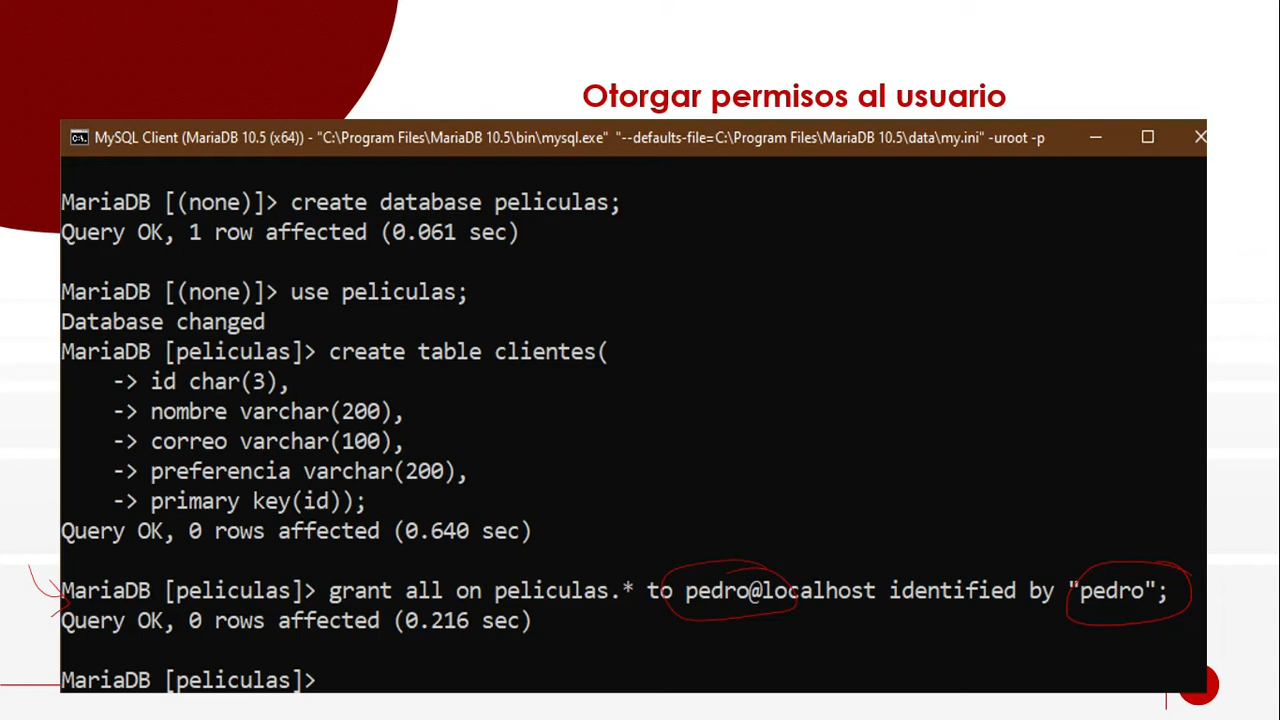 Otorgar permisos al usuario
MySQL Client (MariaDB 10.5 (x64)) - "C:\Program Files\MariaDB 10.5\bin\mysql.exe" "--defaults-file=C:\Program Files\MariaDB 10.5\data\my.ini" -uroot -p
MariaDB [(none)]> create database peliculas;
Query OK, 1 row affected (0.061 sec)
MariaDB [(none)]> use peliculas;
Database changed
MariaDB [peliculas]> create table clientes(
-> id char(3),
-> nombre varchar(200),
-> correo varchar(100),
-> preferencia varchar(200),
-> primary key(id));
Query OK, 0 rows affected (0.640 sec)
MariaDB [peliculas]> grant all on peliculas.* to pedro@localhost identified by "pedro";
Query OK, 0 rows affected (0.216 sec)
MariaDB [peliculas]>